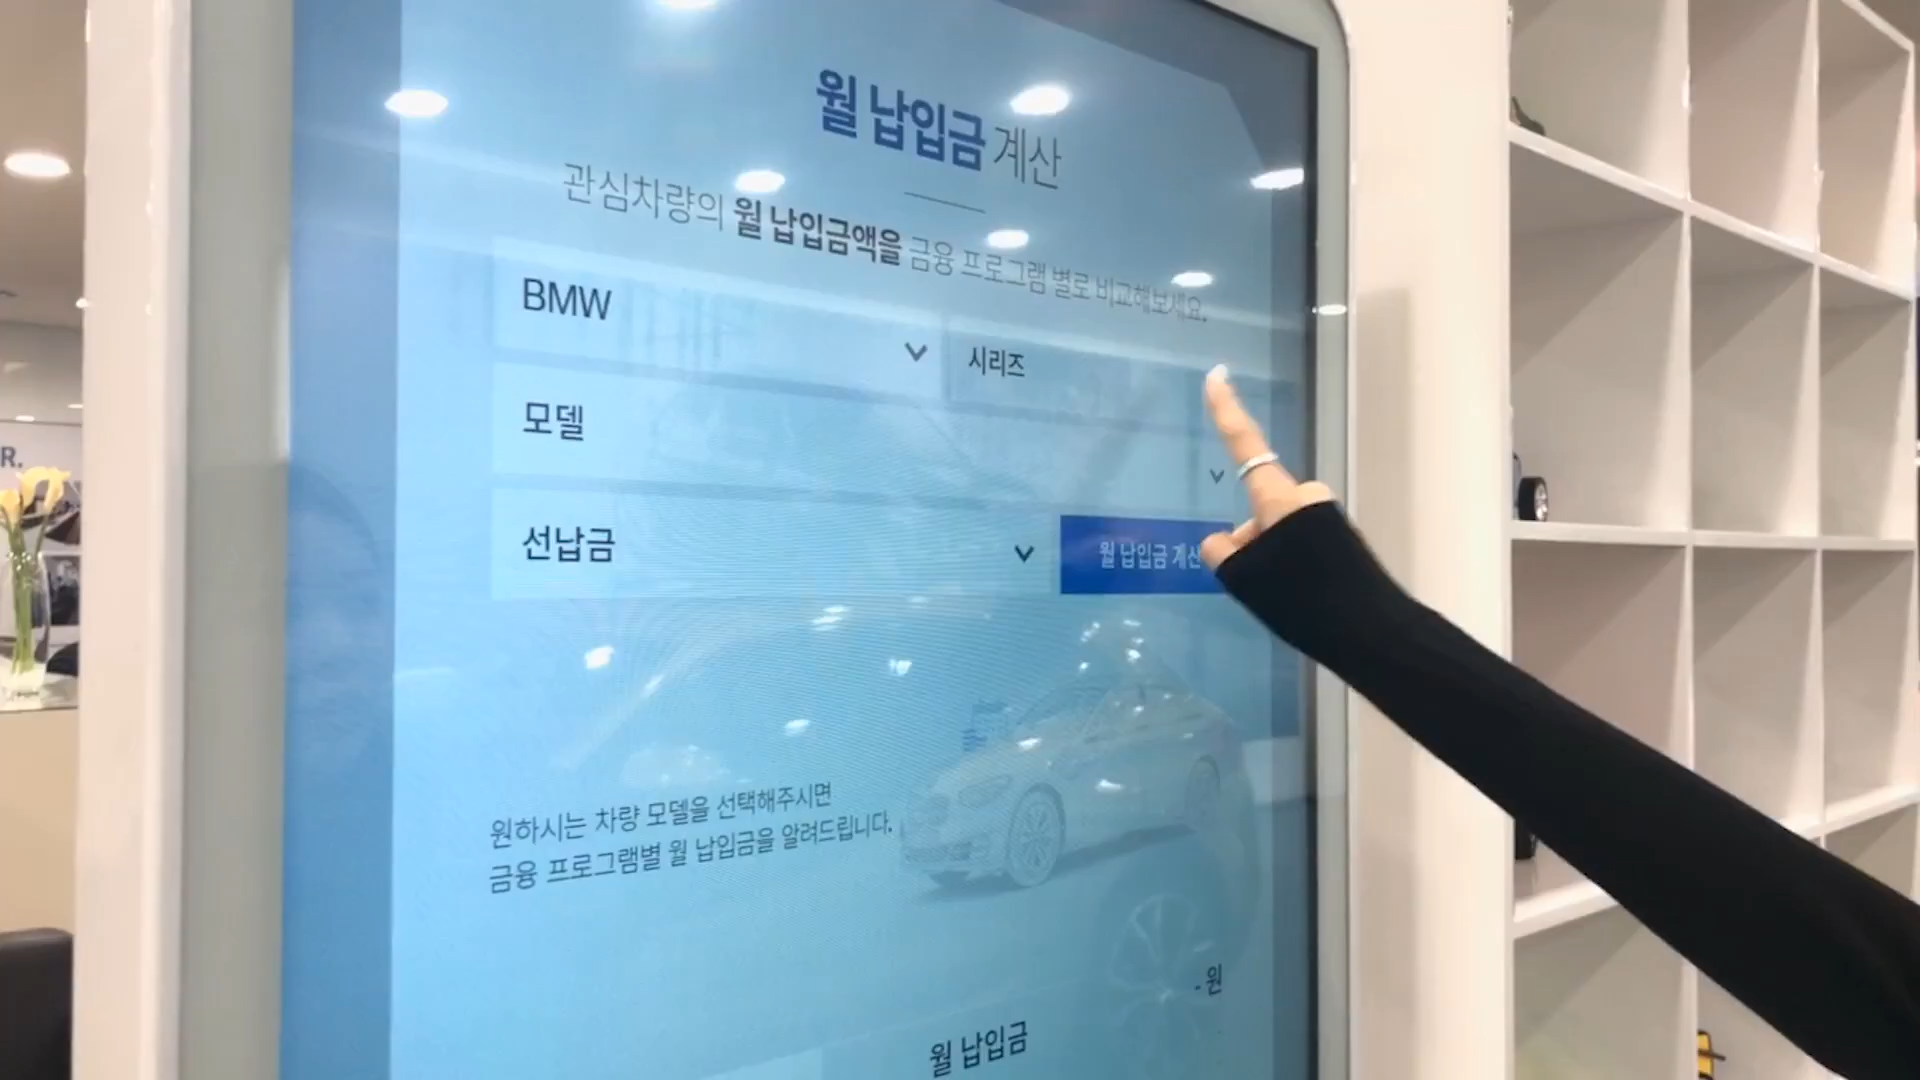 월 납입금 계산
관심차량의 월 납입금액을 금융 프로그램 별로 비교해보세요.
BMW
시리즈
모델
선납금
월 납입금 계산
원하시는 차량 모델을 선택해주시면
금융 프로그램별 월 납입금을 알려드립니다.
- 원
월 납입금
R.